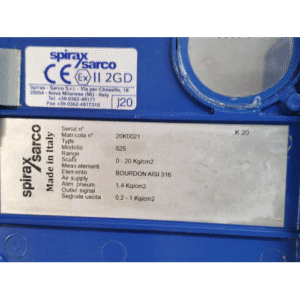 spirax
/sarco
CE Ex II 2GD
Spirax - Sarco S.r.l. - Via per Cinisello, 18
20054 - Nova Milanese (MI) - Italy
Tel. +39-0362-49171
Fax +39-0362-4917315
J20
spirax
/sarco
Made in Italy
Serial n°
Matricola n° 20K0021 K 20
Type
Modello 625
Range
Scala 0 - 20 Kg/cm2
Meas.element
Elemento BOURDON AISI 316
Air supply
Alim pneum 1,4 Kg/cm2
Outlet signal
Segnale uscita 0,2 - 1 Kg/cm2